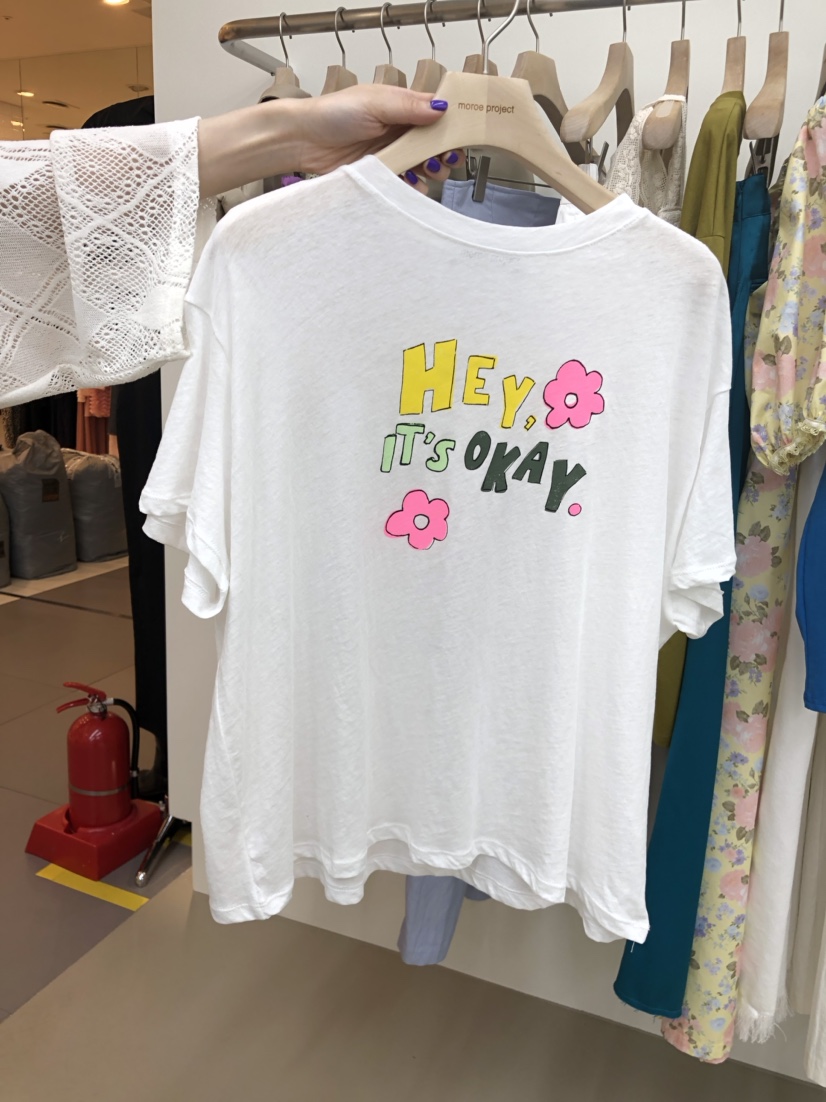 moroe project
HEY,
IT'S OKAY.